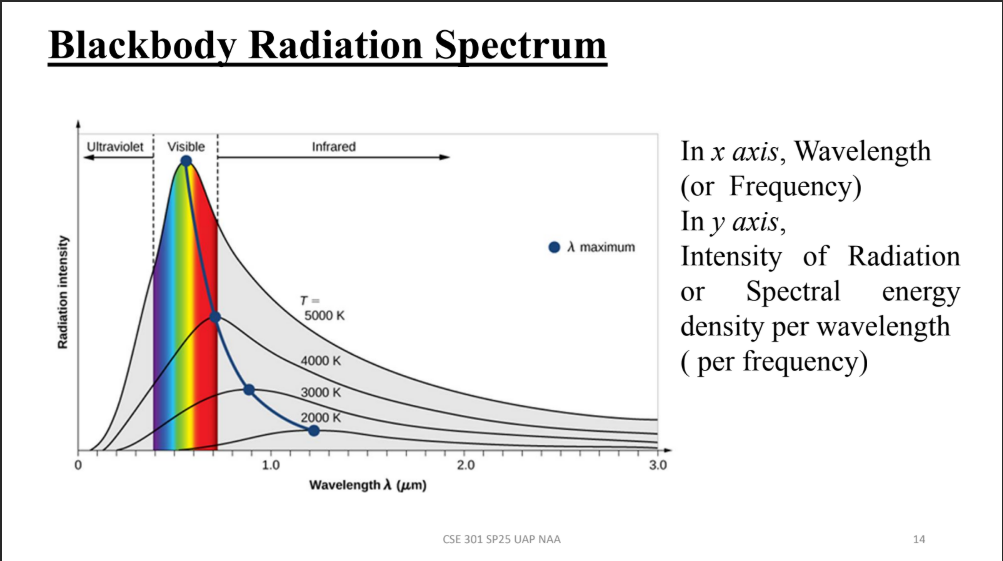 Blackbody Radiation Spectrum
Ultraviolet
Visible
Infrared
λ maximum
T =
5000 K
4000 K
3000 K
2000 K
Radiation intensity
0
1.0
2.0
3.0
Wavelength λ (μm)
In x axis, Wavelength
(or Frequency)
In y axis,
Intensity of Radiation
or Spectral energy
density per wavelength
( per frequency)
CSE 301 SP25 UAP NAA
14